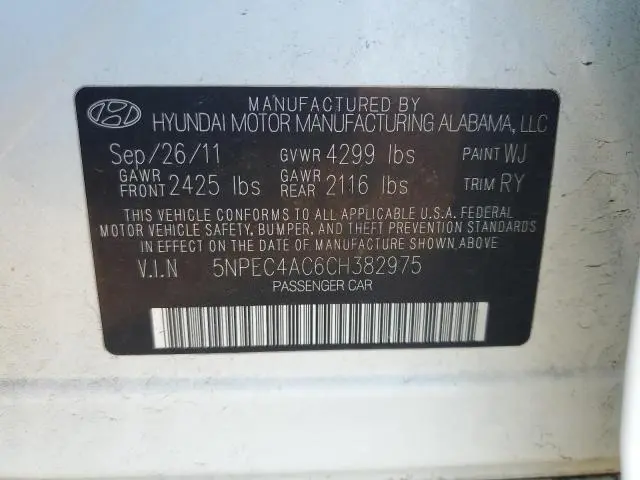 MANUFACTURED BY
HYUNDAI MOTOR MANUFACTURING ALABAMA, LLC
Sep/26/11 GVWR 4299 lbs PAINT WJ
GAWR FRONT 2425 lbs GAWR REAR 2116 lbs TRIM RY
THIS VEHICLE CONFORMS TO ALL APPLICABLE U.S.A. FEDERAL
MOTOR VEHICLE SAFETY, BUMPER, AND THEFT PREVENTION STANDARDS
IN EFFECT ON THE DATE OF MANUFACTURE SHOWN ABOVE
V.I.N 5NPEC4AC6CH382975
PASSENGER CAR